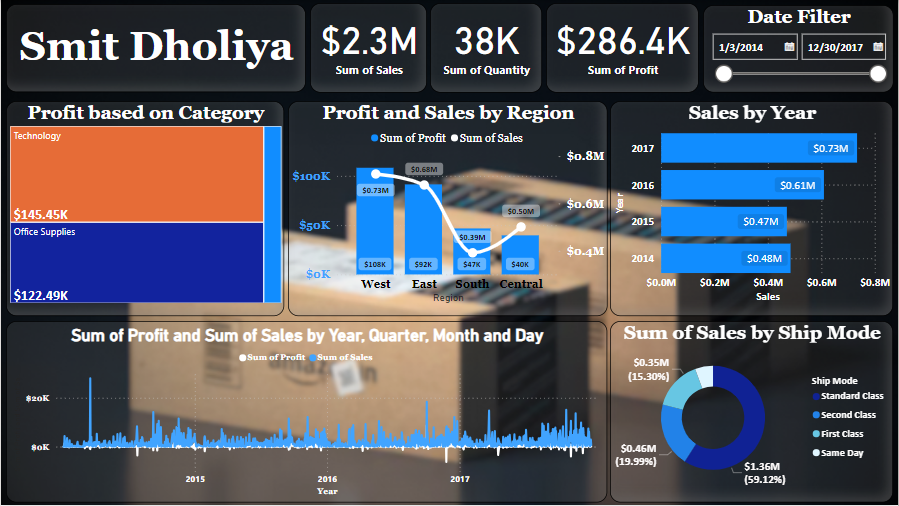 Smit Dholiya
$2.3M
Sum of Sales
38K
Sum of Quantity
$286.4K
Sum of Profit
Date Filter
1/3/2014
12/30/2017
Profit based on Category
Technology
$145.45K
Office Supplies
$122.49K
Profit and Sales by Region
Sum of Profit
Sum of Sales
$100K
$50K
$0K
$0.8M
$0.6M
$0.4M
$0.73M
$0.68M
$0.39M
$0.50M
$108K
$92K
$47K
$40K
West
East
South
Central
Region
Sales by Year
Year
2017
$0.73M
2016
$0.61M
2015
$0.47M
2014
$0.48M
$0.0M
$0.2M
$0.4M
$0.6M
$0.8M
Sales
Sum of Profit and Sum of Sales by Year, Quarter, Month and Day
Sum of Profit
Sum of Sales
$20K
$0K
2015
2016
2017
Year
amazon
Sum of Sales by Ship Mode
$0.35M
(15.30%)
$0.46M
(19.99%)
$1.36M
(59.12%)
Ship Mode
Standard Class
Second Class
First Class
Same Day